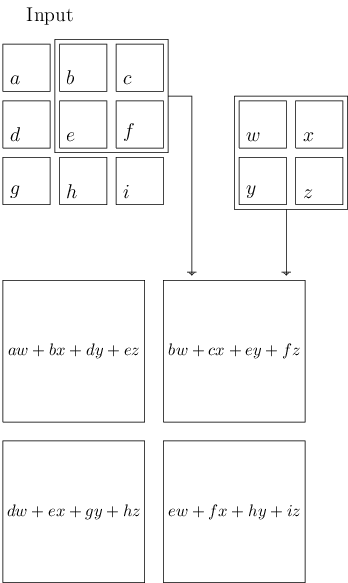 Input
a b c
d e f
w x
g h i
y z
aw + bx + dy + ez
bw + cx + ey + fz
dw + ex + gy + hz
ew + fx + hy + iz